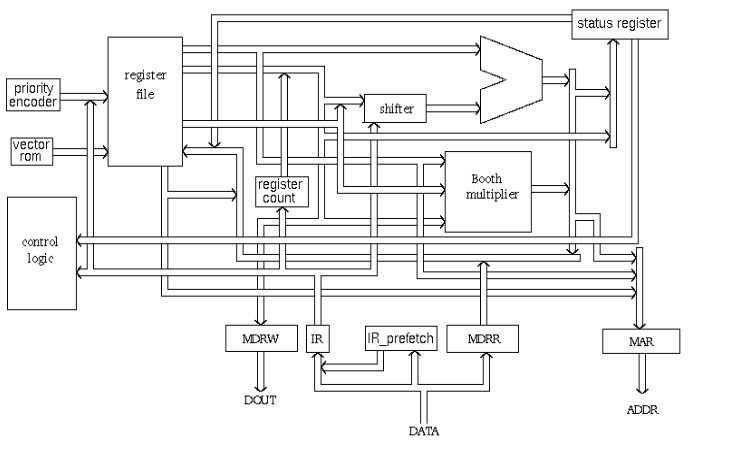 status register
register
file
priority
encoder
shifter
vector
rom
register
count
Booth
multiplier
control
logic
MDRW
IR
IR_prefetch
MDRR
MAR
DOUT
ADDR
DATA